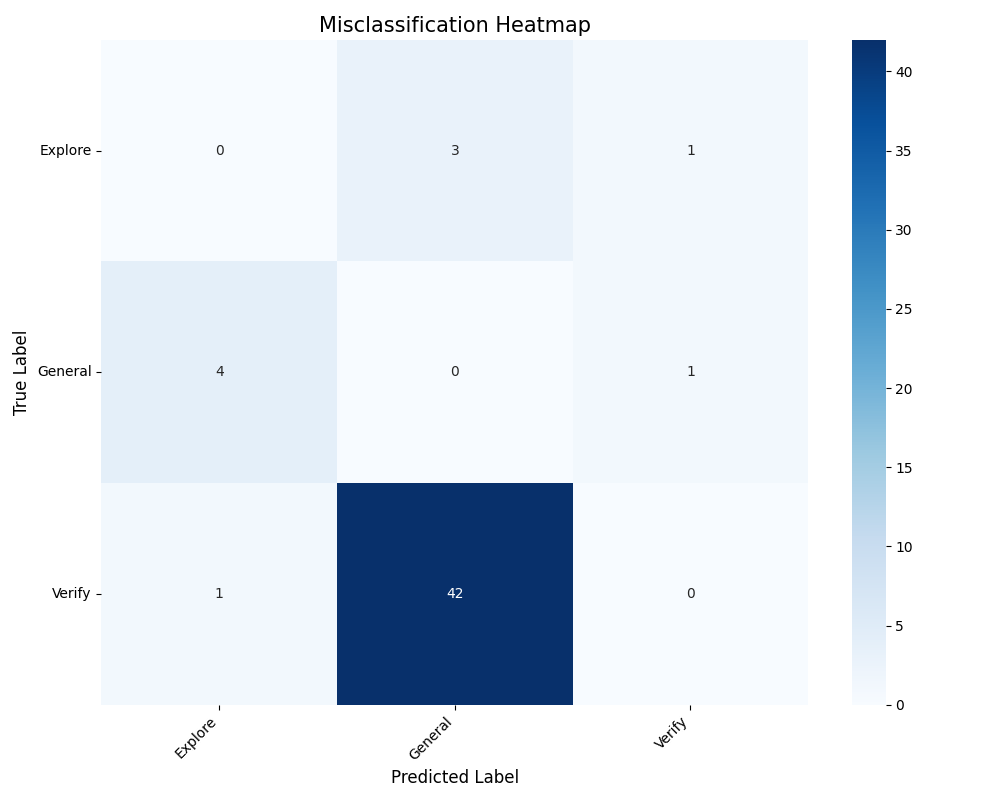 Misclassification Heatmap
True Label
Explore
0
3
1
General
4
0
1
Verify
1
42
0
Explore
General
Verify
Predicted Label
40
35
30
25
20
15
10
5
0